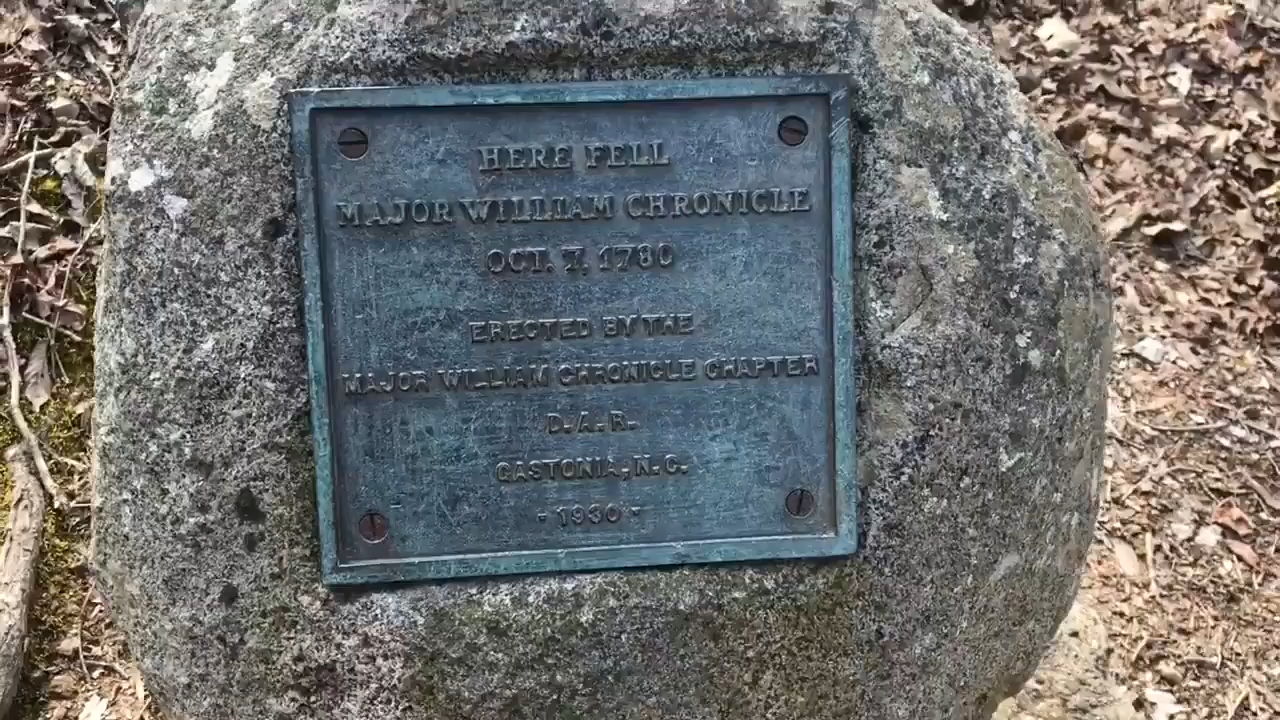 HERE FELL
MAJOR WILLIAM CHRONICLE
OCT. 7, 1780
ERECTED BY THE
MAJOR WILLIAM CHRONICLE CHAPTER
D.A.R.
GASTONIA, N.C.
- 1930 -